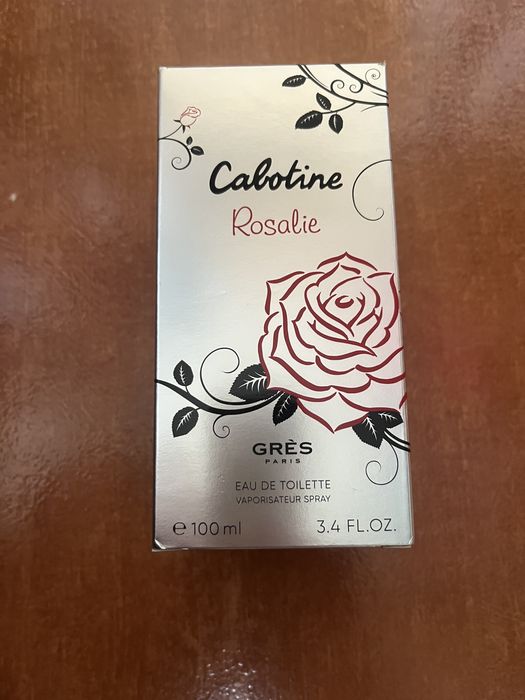 Cabotine
Rosalie
GRÈS
PARIS
EAU DE TOILETTE
VAPORISATEUR SPRAY
℮ 100 ml 3.4 FL.OZ.